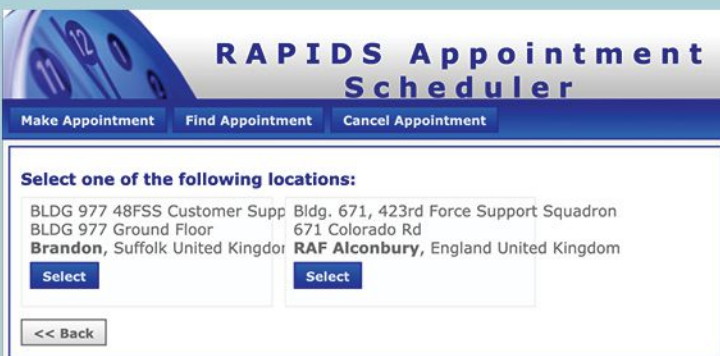 12
RAPIDS Appointment
Scheduler
Make Appointment Find Appointment Cancel Appointment
Select one of the following locations:
BLDG 977 48FSS Customer Supp
BLDG 977 Ground Floor
Brandon, Suffolk United Kingdom
Select
Bldg. 671, 423rd Force Support Squadron
671 Colorado Rd
RAF Alconbury, England United Kingdom
Select
<< Back